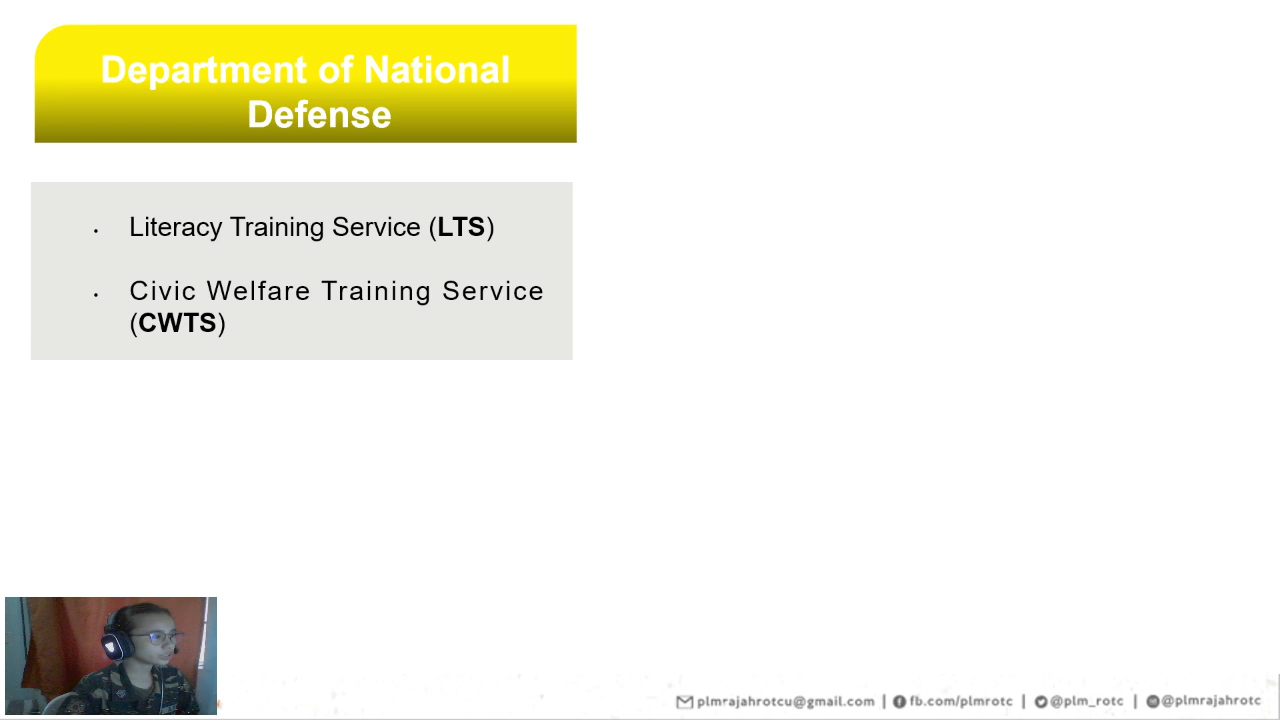 Department of National
Defense
• Literacy Training Service (LTS)
• Civic Welfare Training Service
(CWTS)
plmrajahrotcu@gmail.com | fb.com/plmrotc | @plm_rotc | @plmrajahrotc